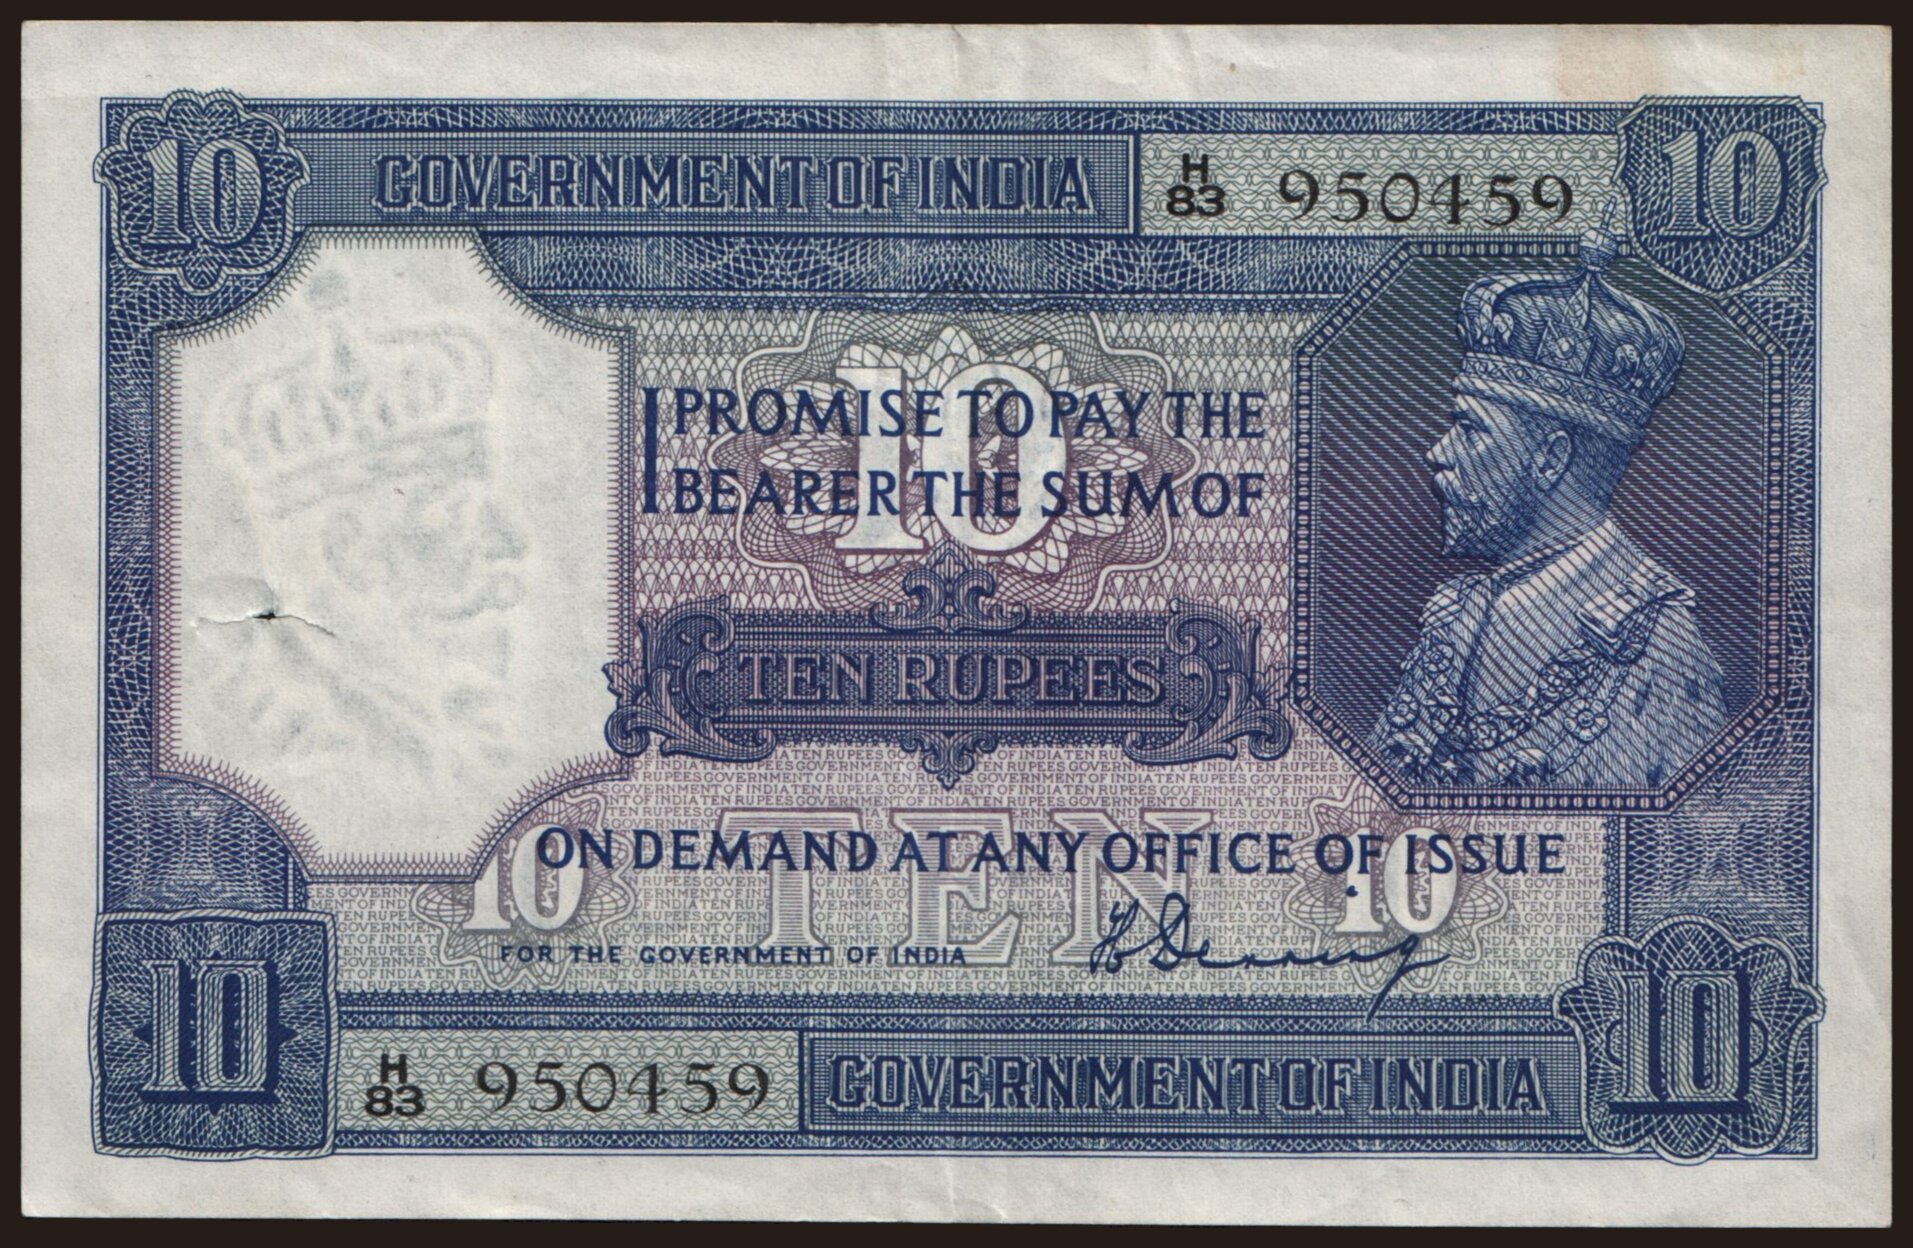 10 GOVERNMENT OF INDIA H/83 950459 10
10
I PROMISE TO PAY THE
BEARER THE SUM OF
TEN RUPEES
TEN
10 10
ON DEMAND AT ANY OFFICE OF ISSUE
FOR THE GOVERNMENT OF INDIA
10 H/83 950459 GOVERNMENT OF INDIA 10